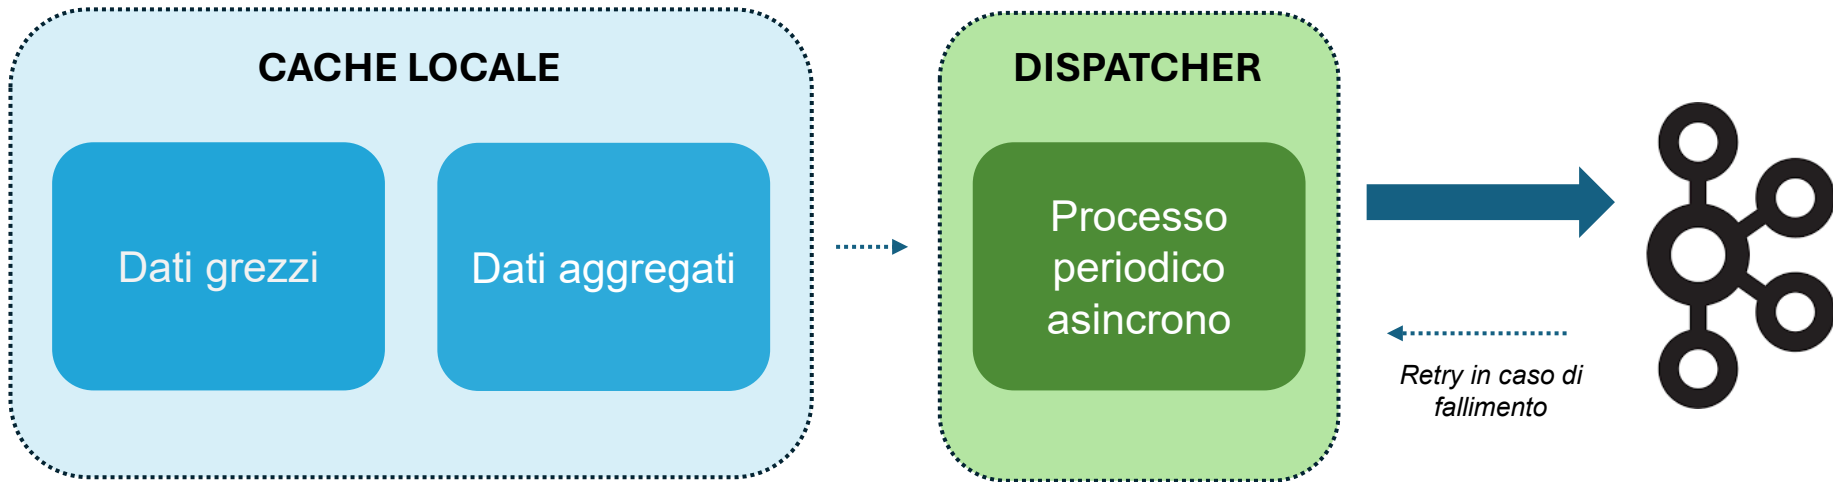 CACHE LOCALE
Dati grezzi
Dati aggregati
DISPATCHER
Processo
periodico
asincrono
Retry in caso di
fallimento